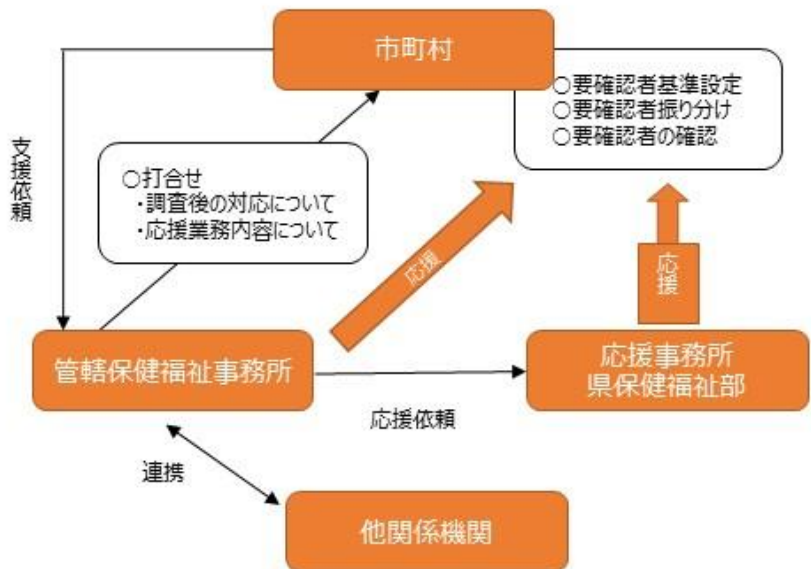 市町村
○要確認者基準設定
○要確認者振り分け
○要確認者の確認
支援依頼
○打合せ
・調査後の対応について
・応援業務内容について
応援
応援
管轄保健福祉事務所
応援事務所
県保健福祉部
応援依頼
連携
他関係機関